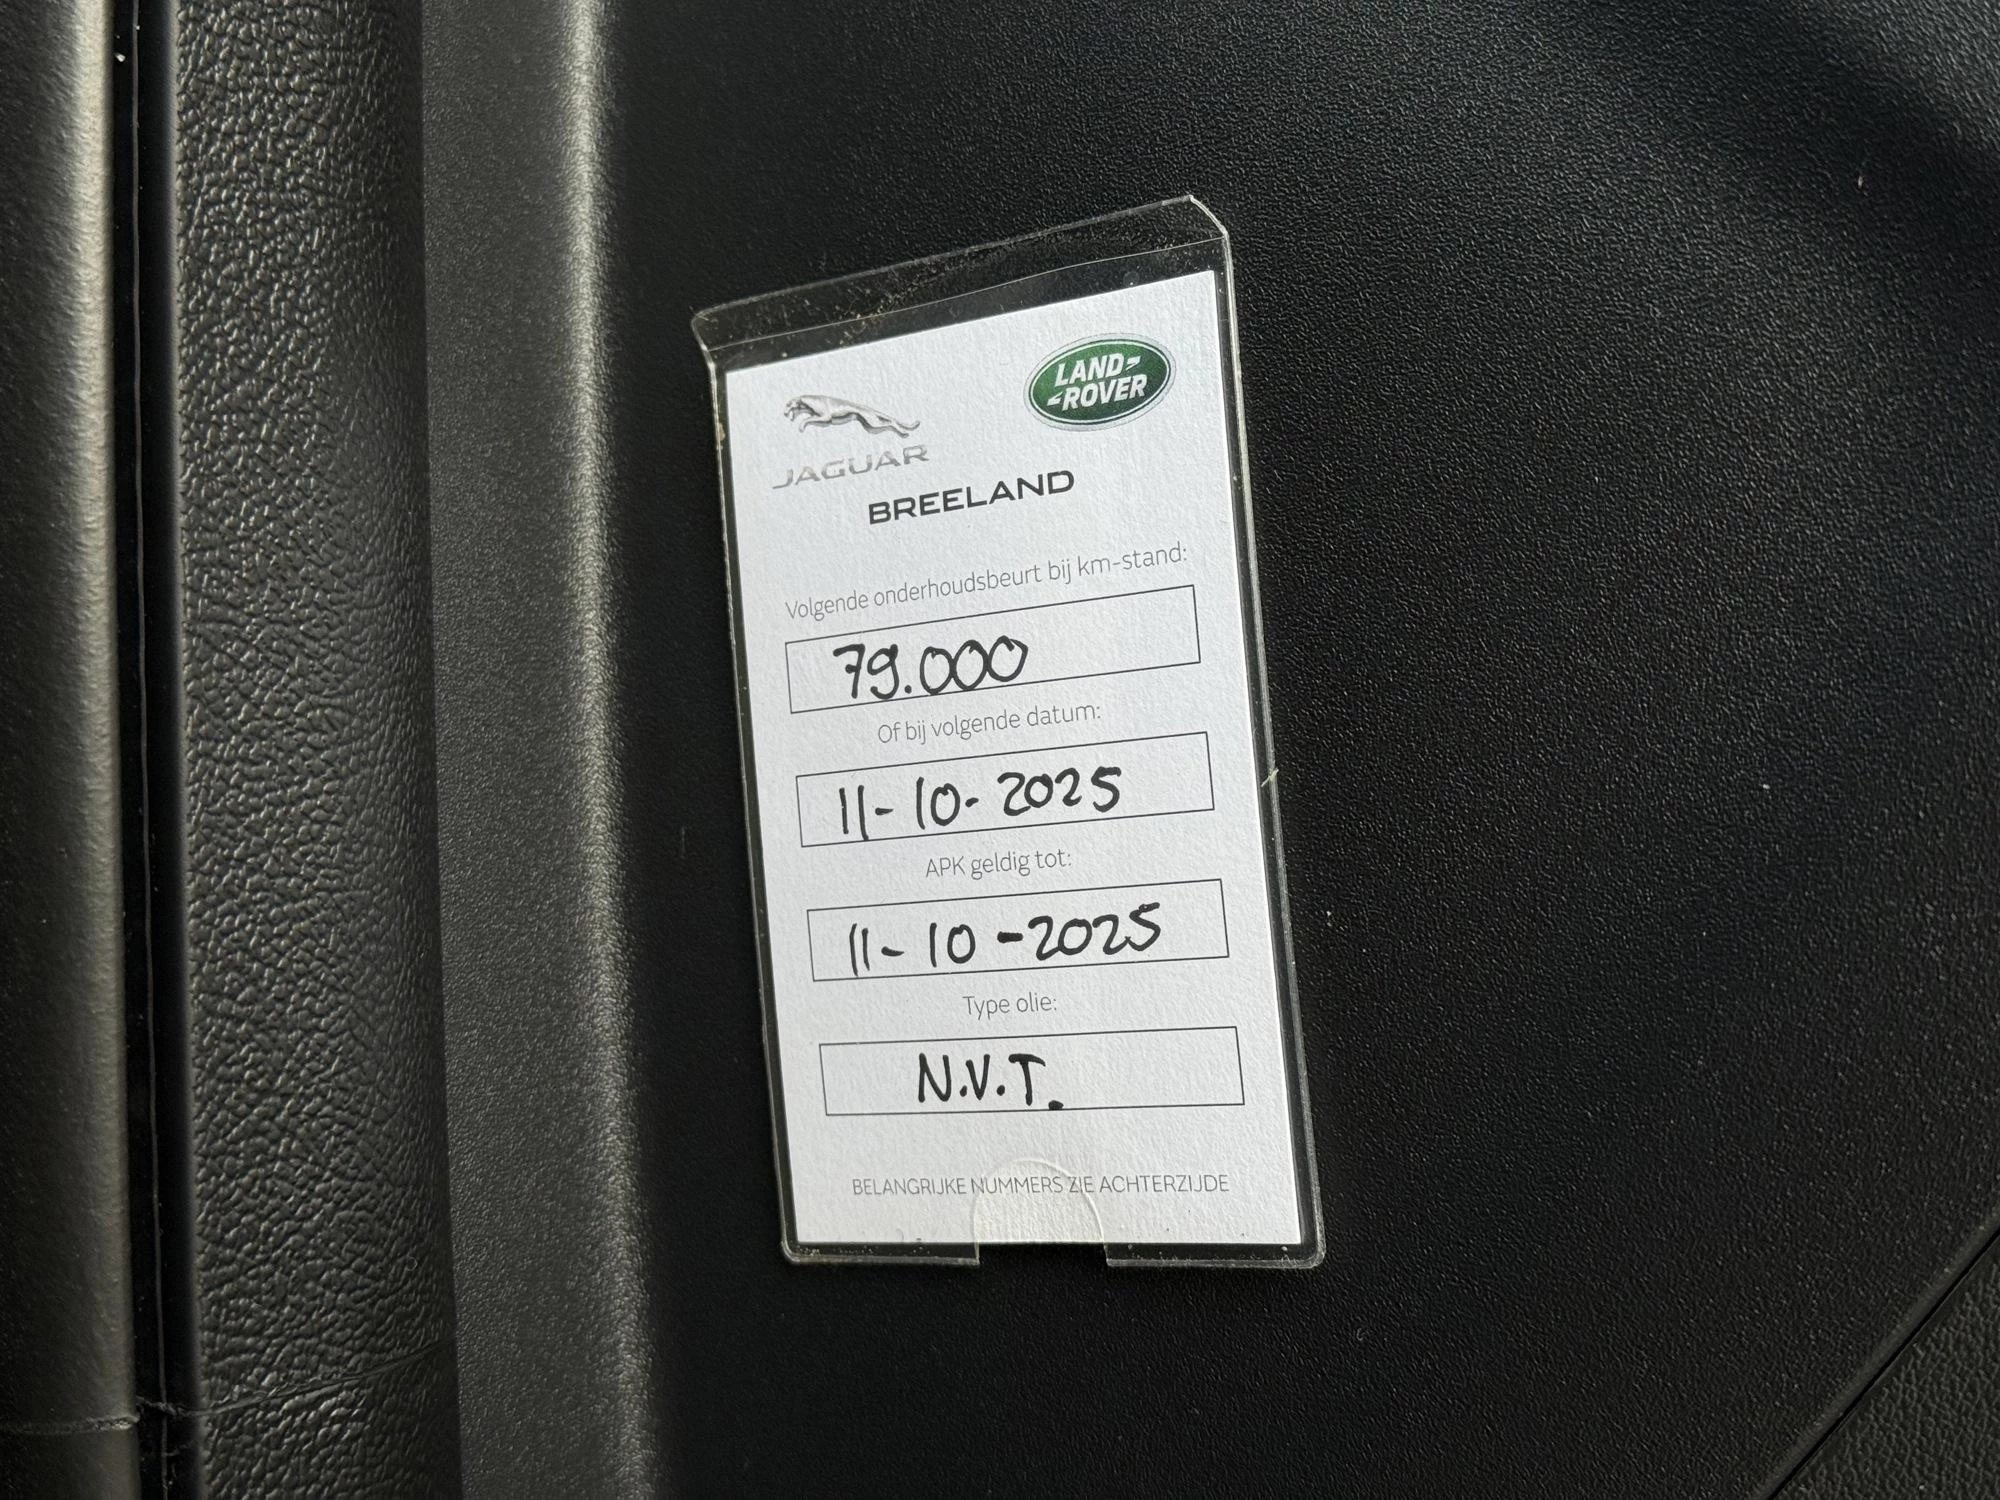 LAND-
ROVER
JAGUAR
BREELAND
Volgende onderhoudsbeurt bij km-stand:
79.000
Of bij volgende datum:
11-10-2025
APK geldig tot:
11-10-2025
Type olie:
N.V.T.
BELANGRIJKE NUMMERS ZIE ACHTERZIJDE